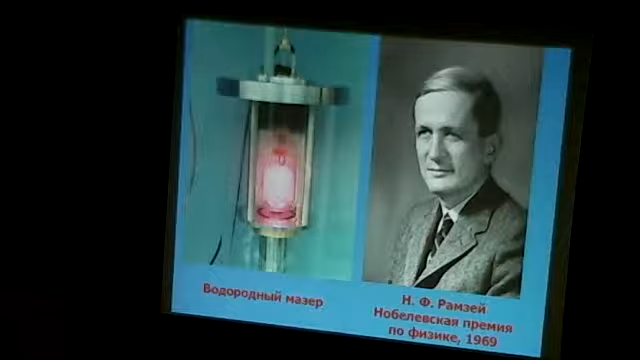 Водородный мазер
Н. Ф. Рамзей
Нобелевская премия
по физике, 1969